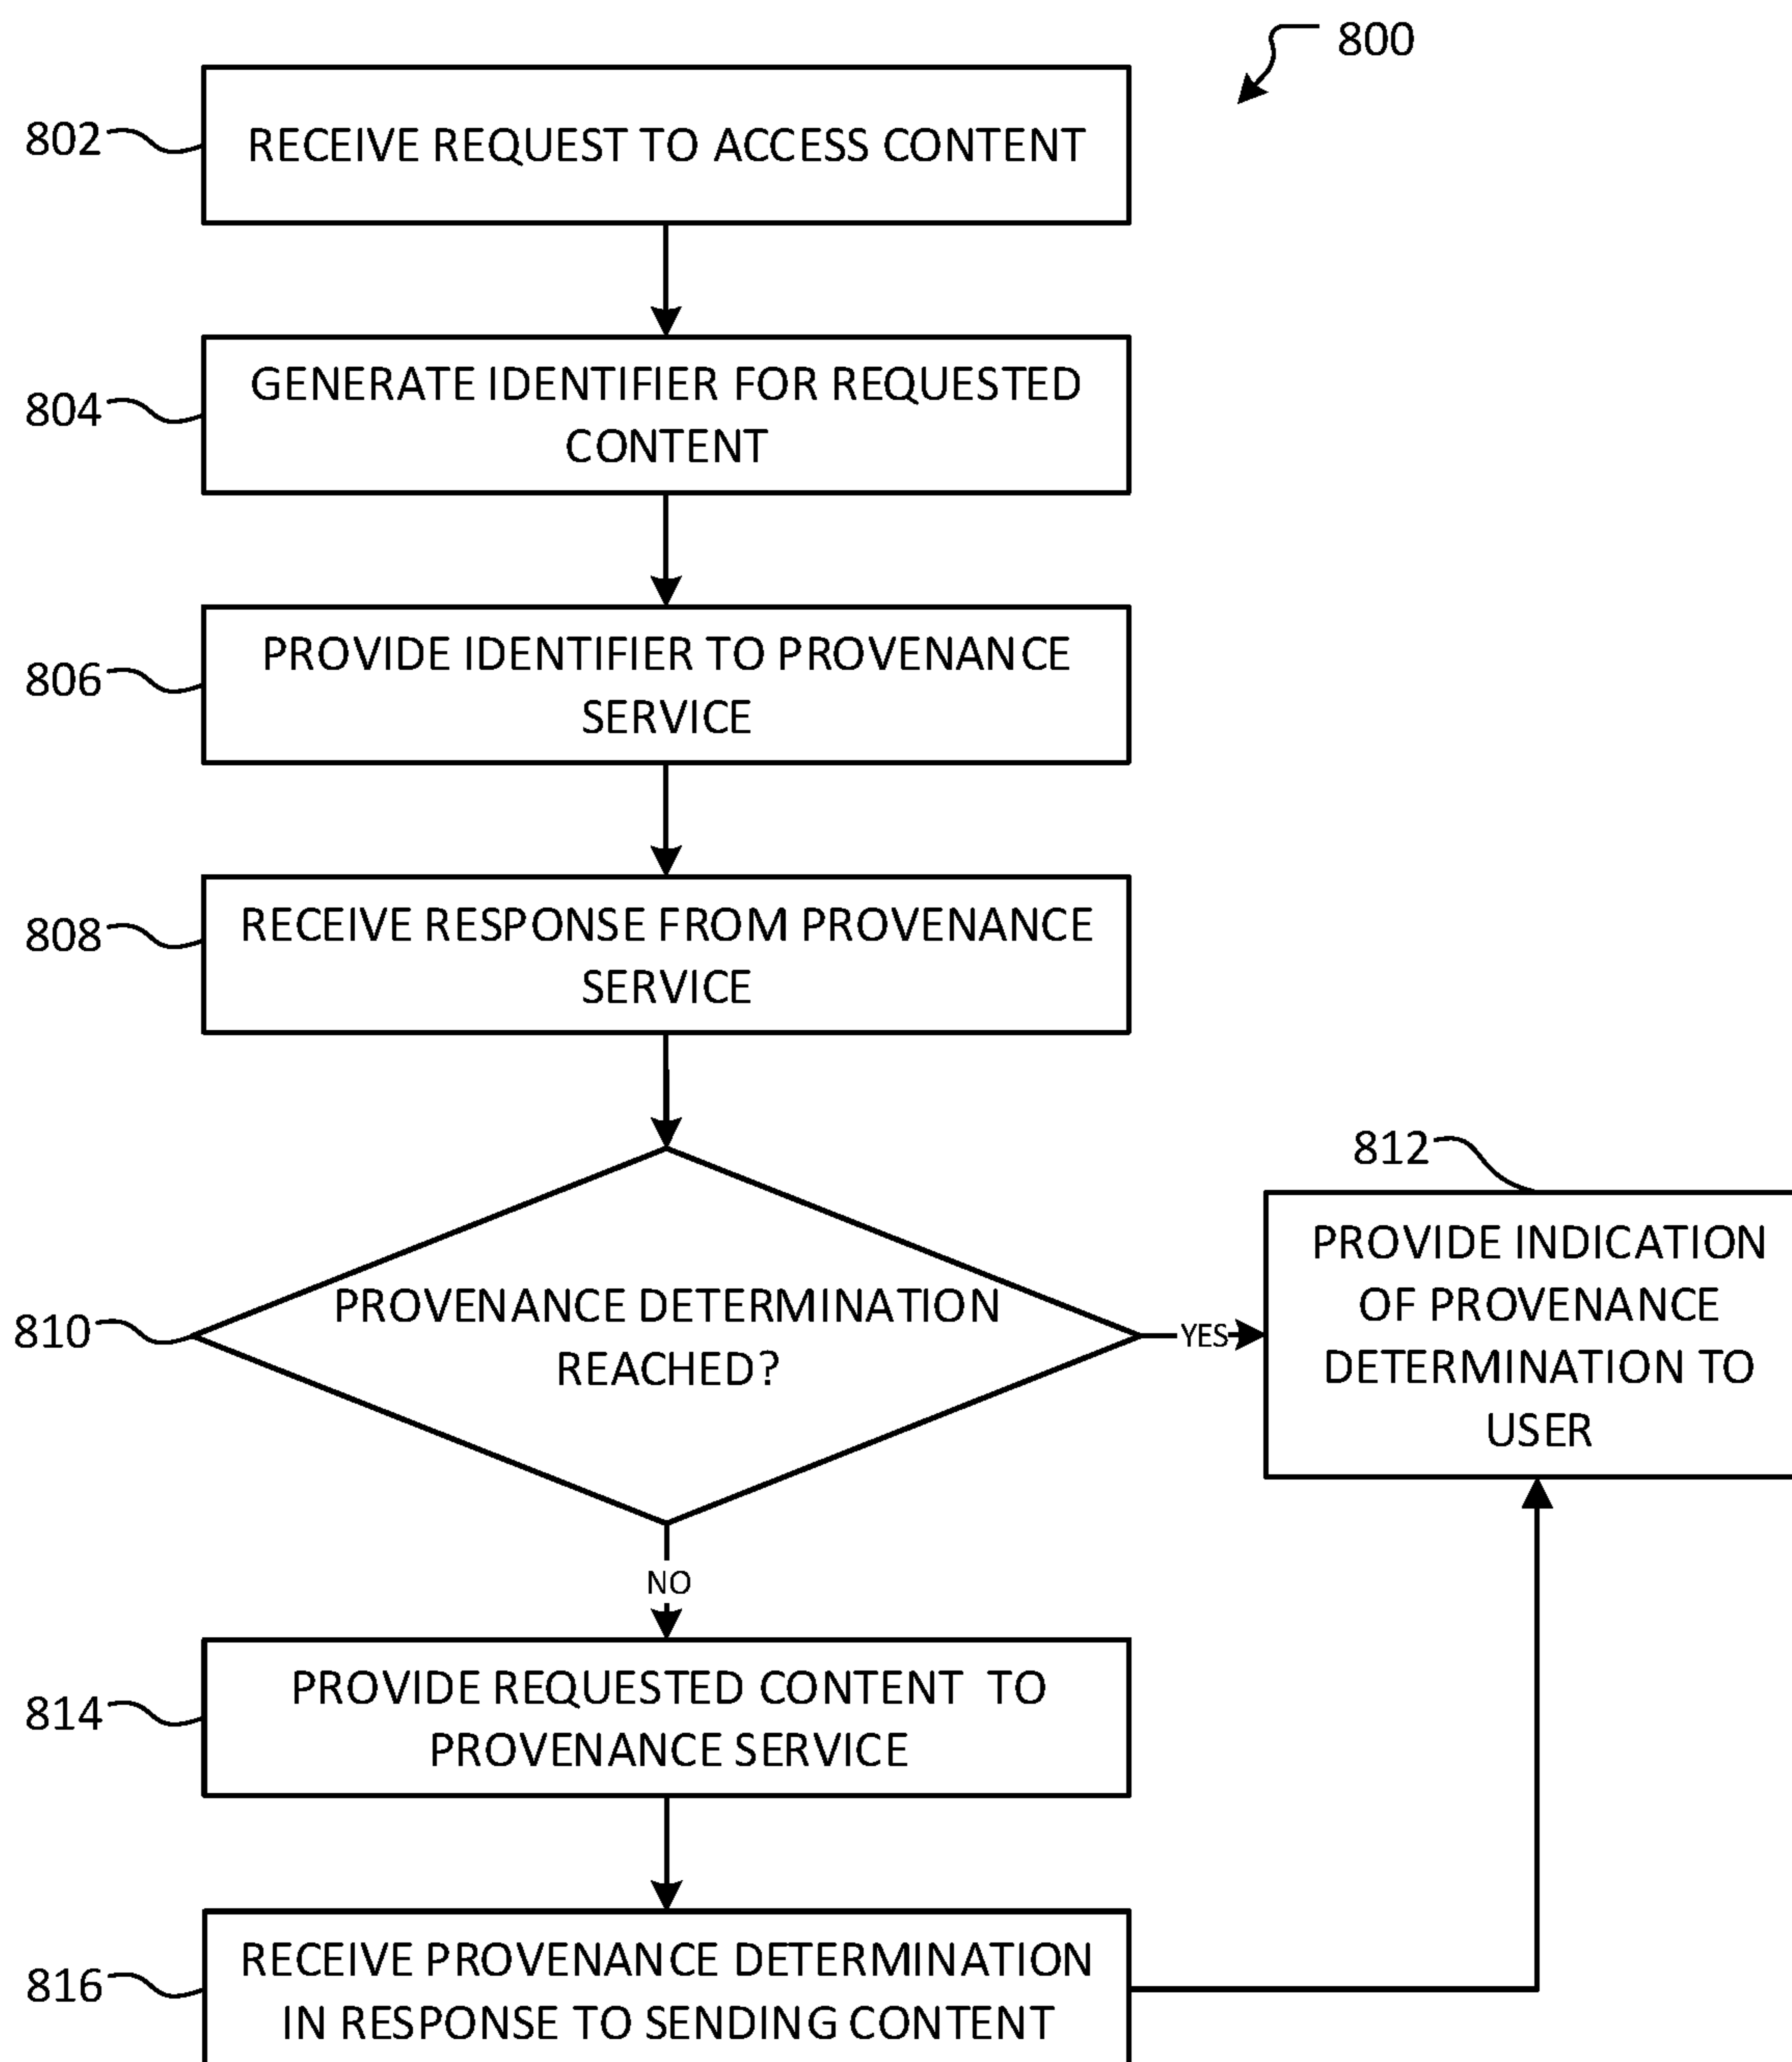 800
802
RECEIVE REQUEST TO ACCESS CONTENT
804
GENERATE IDENTIFIER FOR REQUESTED
CONTENT
806
PROVIDE IDENTIFIER TO PROVENANCE
SERVICE
808
RECEIVE RESPONSE FROM PROVENANCE
SERVICE
810
PROVENANCE DETERMINATION
REACHED?
YES
812
PROVIDE INDICATION
OF PROVENANCE
DETERMINATION TO
USER
NO
814
PROVIDE REQUESTED CONTENT TO
PROVENANCE SERVICE
816
RECEIVE PROVENANCE DETERMINATION
IN RESPONSE TO SENDING CONTENT